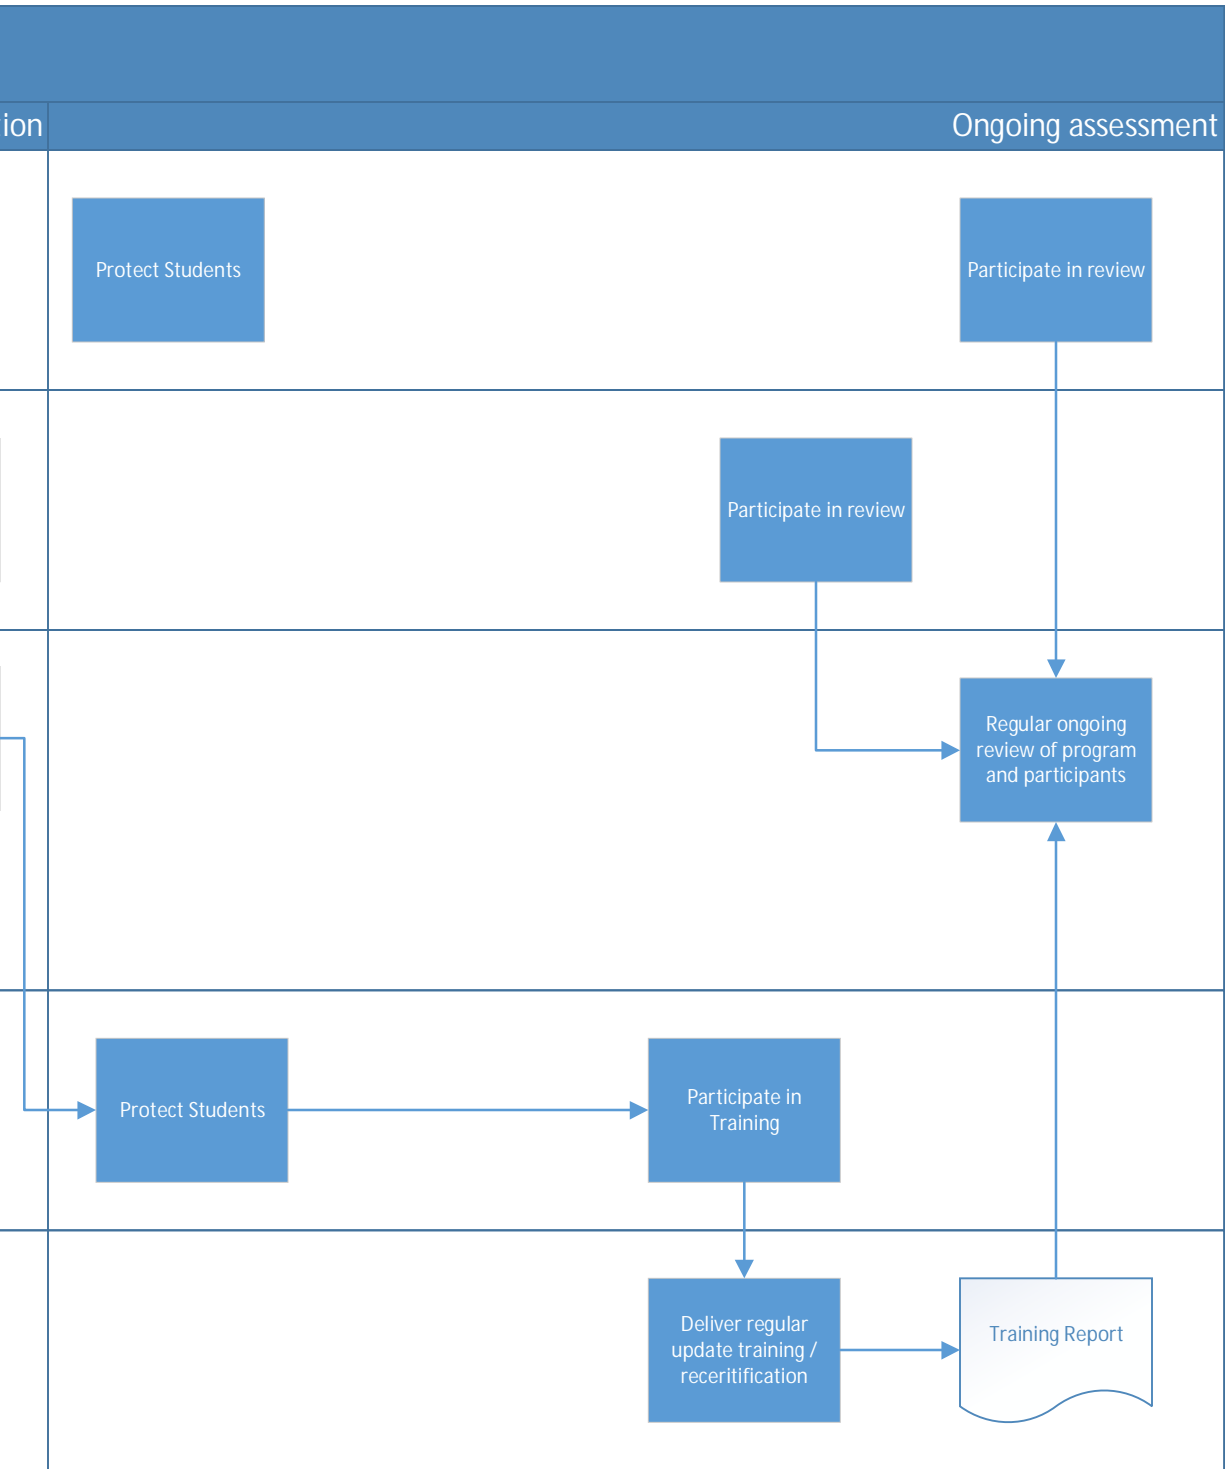 tion
Ongoing assessment
Protect Students
Participate in review
Participate in review
Regular ongoing
review of program
and participants
Protect Students
Participate in
Training
Deliver regular
update training /
receritification
Training Report